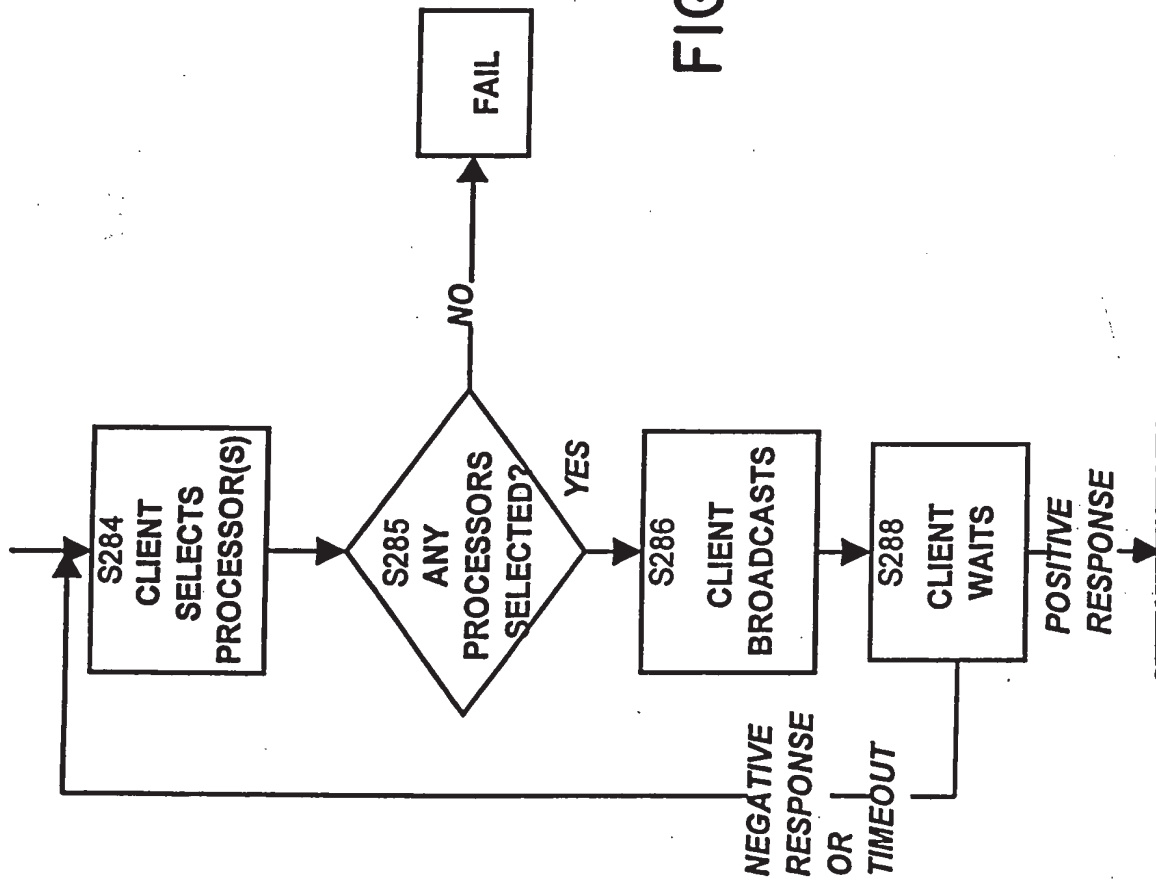 S284
CLIENT
SELECTS
PROCESSOR(S)
S285
ANY
PROCESSORS
SELECTED?
NO
FAIL
YES
S286
CLIENT
BROADCASTS
S288
CLIENT
WAITS
NEGATIVE
RESPONSE
OR
TIMEOUT
POSITIVE
RESPONSE
FIG